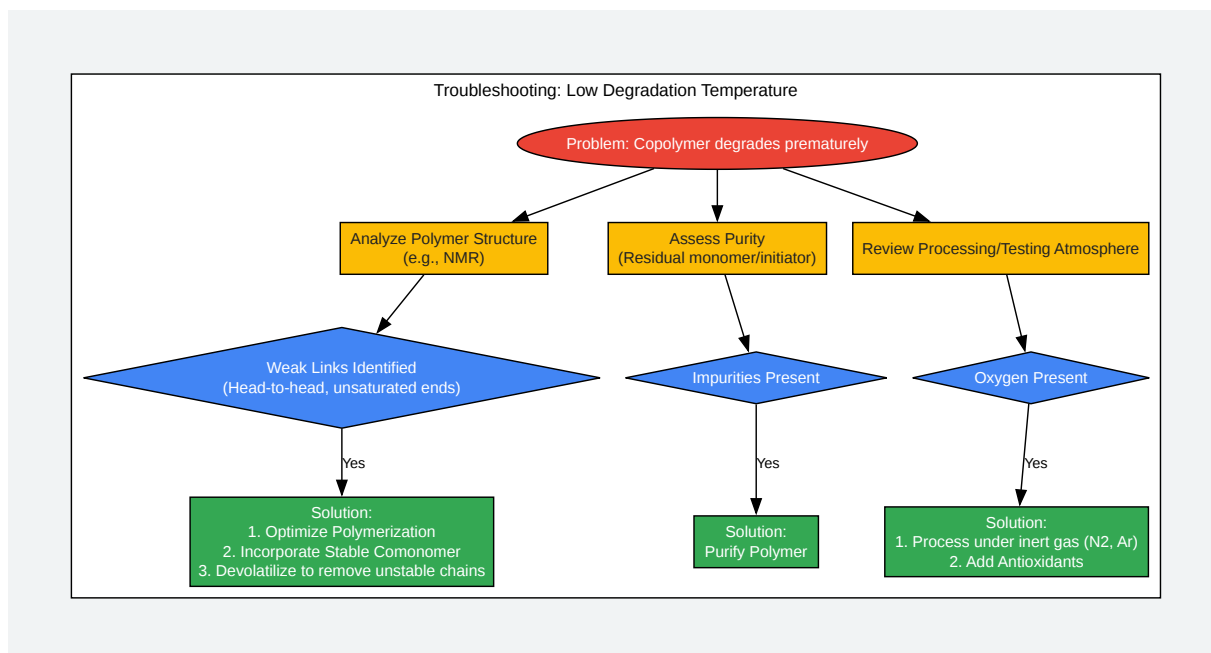 Troubleshooting: Low Degradation Temperature
Problem: Copolymer degrades prematurely
Analyze Polymer Structure
(e.g., NMR)
Assess Purity
(Residual monomer/initiator)
Review Processing/Testing Atmosphere
Weak Links Identified
(Head-to-head, unsaturated ends)
Impurities Present
Oxygen Present
Yes
Yes
Yes
Solution:
1. Optimize Polymerization
2. Incorporate Stable Comonomer
3. Devolatilize to remove unstable chains
Solution:
Purify Polymer
Solution:
1. Process under inert gas (N2, Ar)
2. Add Antioxidants